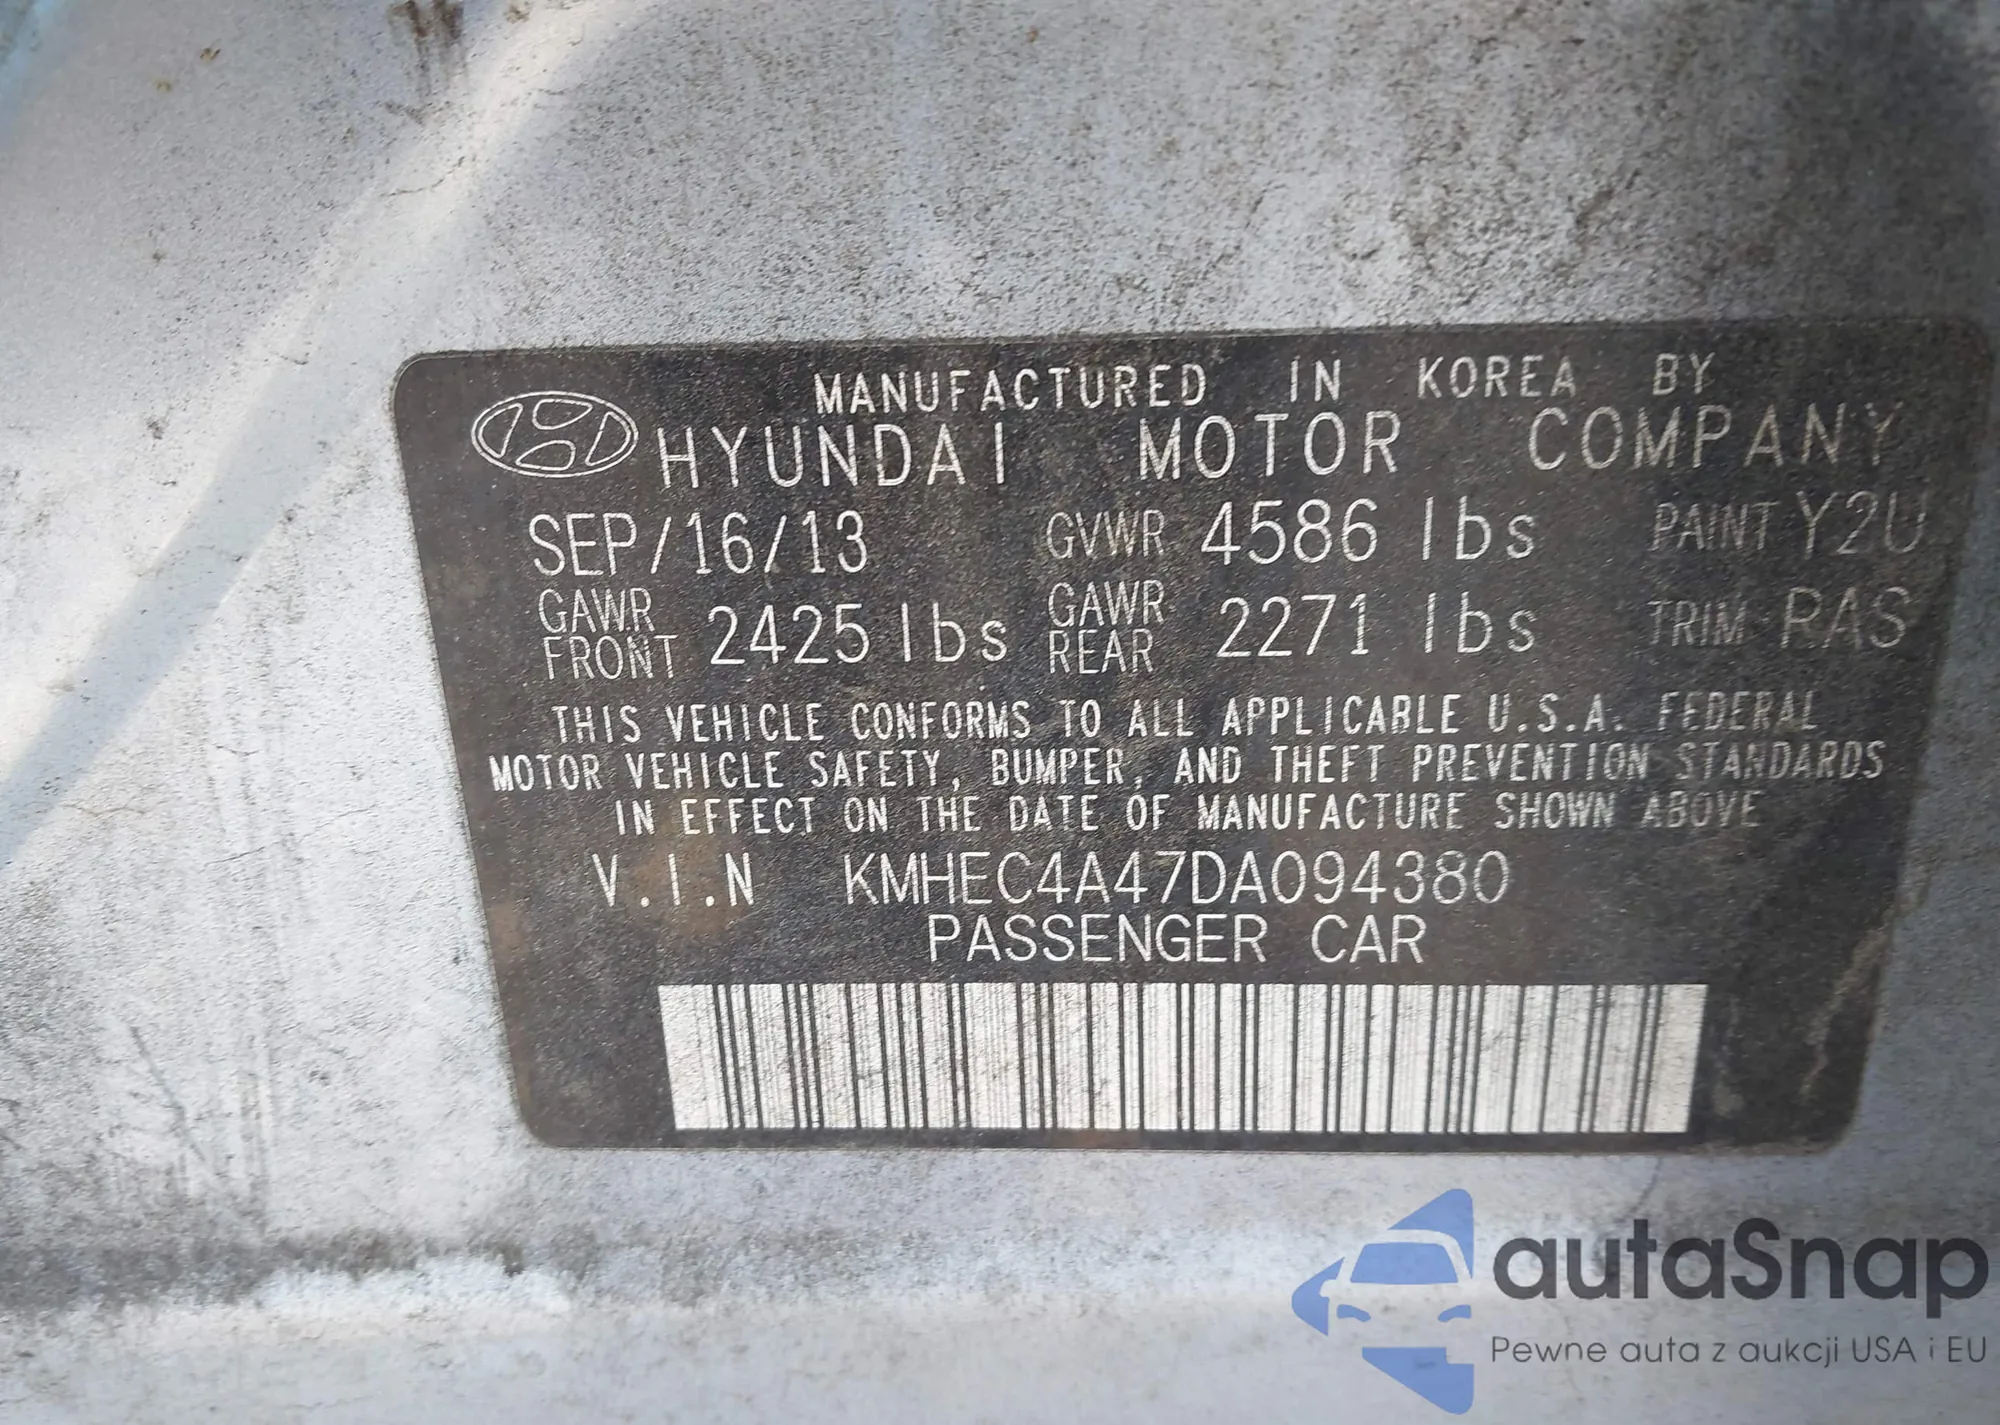 MANUFACTURED IN KOREA BY
HYUNDAI MOTOR COMPANY
SEP/16/13 GVWR 4586 lbs PAINT Y2U
GAWR FRONT 2425 lbs GAWR REAR 2271 lbs TRIM RAS
THIS VEHICLE CONFORMS TO ALL APPLICABLE U.S.A. FEDERAL
MOTOR VEHICLE SAFETY, BUMPER, AND THEFT PREVENTION STANDARDS
IN EFFECT ON THE DATE OF MANUFACTURE SHOWN ABOVE
V.I.N KMHEC4A47DA094380
PASSENGER CAR
autaSnap
Pewne auta z aukcji USA i EU